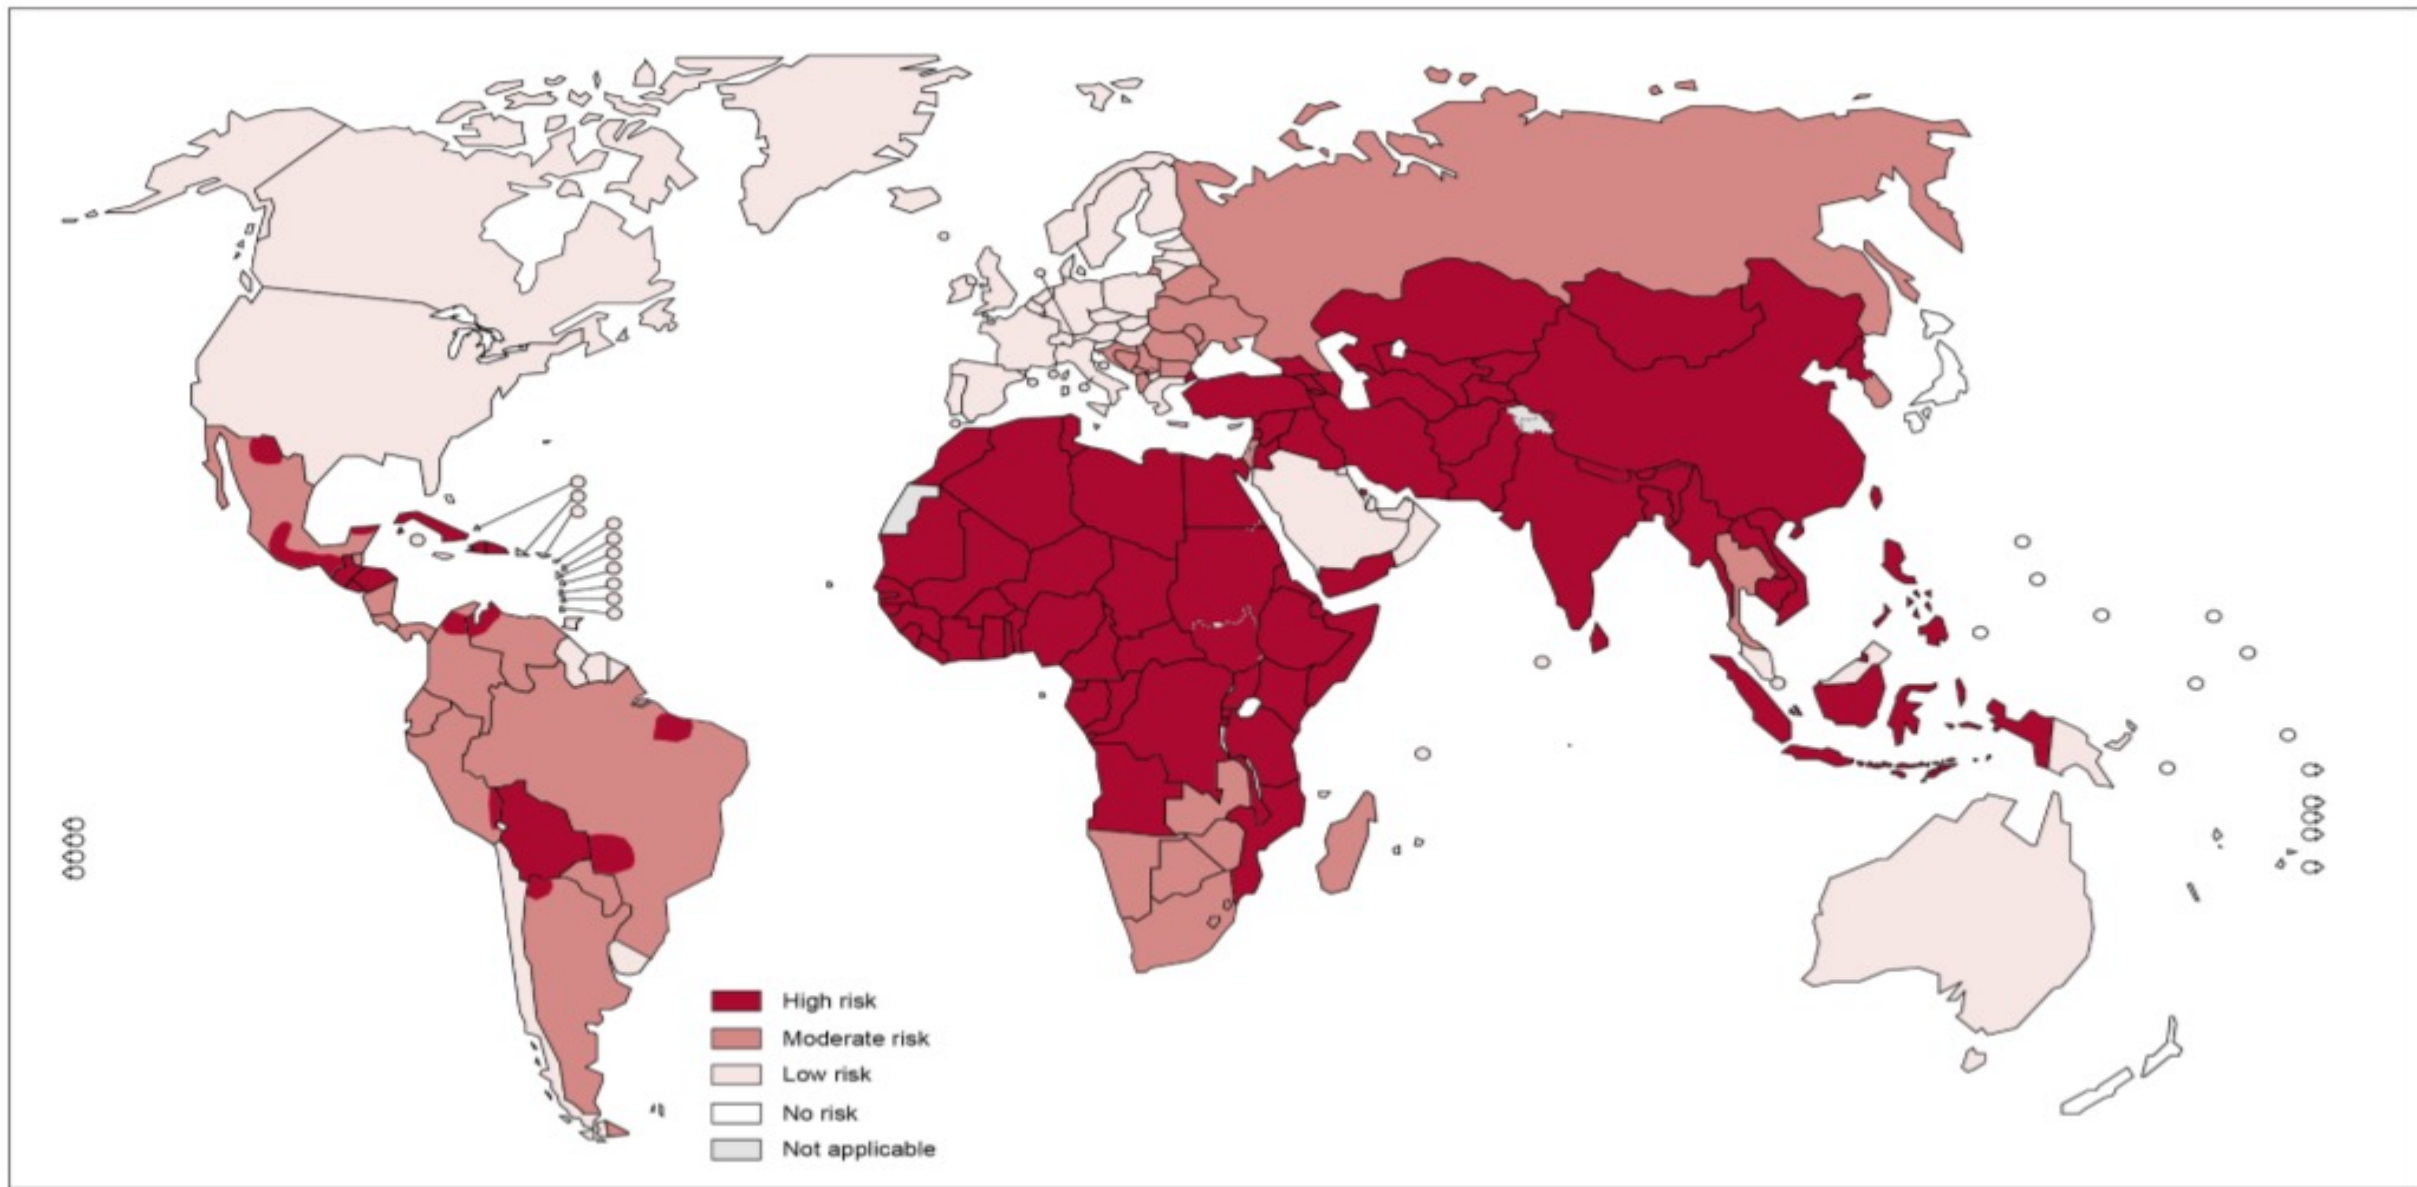 High risk
Moderate risk
Low risk
No risk
Not applicable